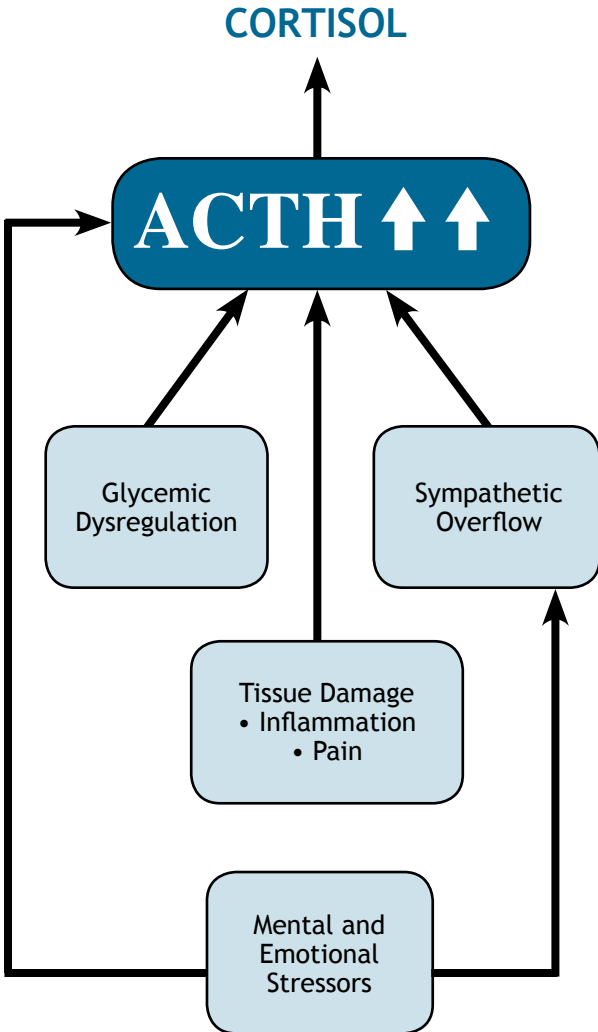 CORTISOL
ACTH
Glycemic
Dysregulation
Sympathetic
Overflow
Tissue Damage
• Inflammation
• Pain
Mental and
Emotional
Stressors